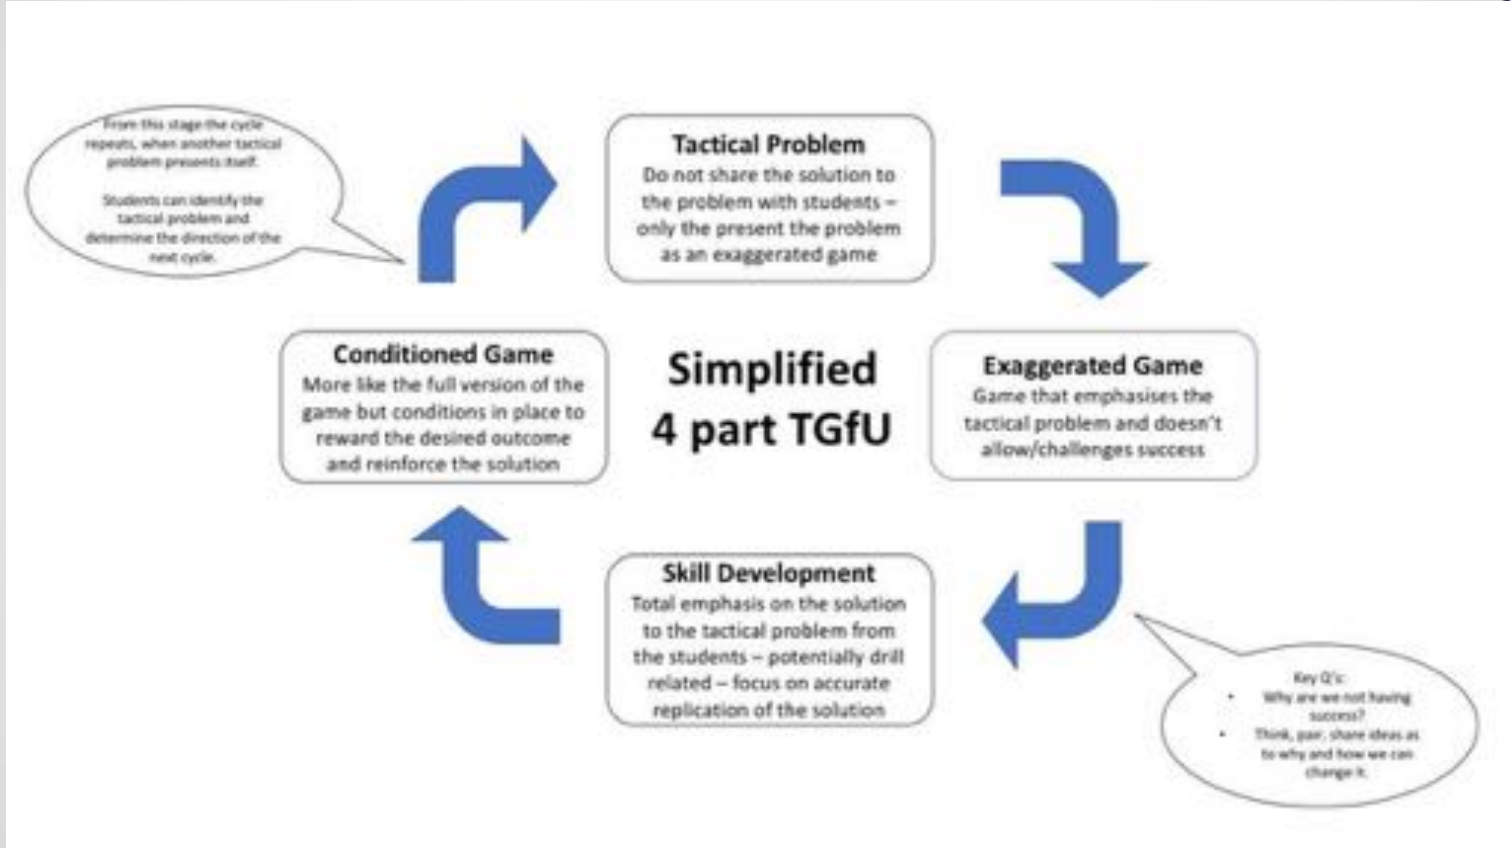 From this stage the cycle
repeats, when another tactical
problem presents itself.
Students can identify the
tactical problem and
determine the direction of the
next cycle.
Tactical Problem
Do not share the solution to
the problem with students –
only the present the problem
as an exaggerated game
Conditioned Game
More like the full version of the
game but conditions in place to
reward the desired outcome
and reinforce the solution
Simplified
4 part TGfU
Exaggerated Game
Game that emphasises the
tactical problem and doesn't
allow/challenges success
Skill Development
Total emphasis on the solution
to the tactical problem from
the students – potentially drill
related – focus on accurate
replication of the solution
Key Q's:
• Why are we not having
success?
• Think, pair, share ideas as
to why and how we can
change it.